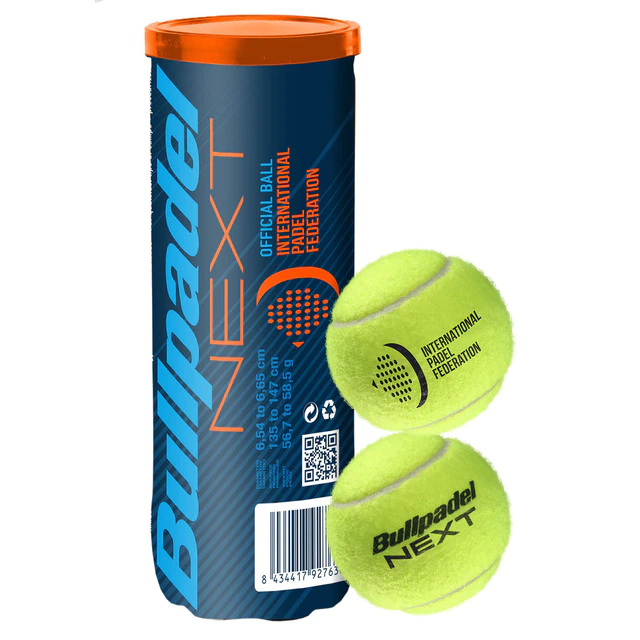 Bullpadel
NEXT
OFFICIAL BALL
INTERNATIONAL
PADEL
FEDERATION
6,54 to 6,65 cm
135 to 147 cm
56,7 to 58,5 g
8 434417 92763
INTERNATIONAL
PADEL
FEDERATION
Bullpadel
NEXT